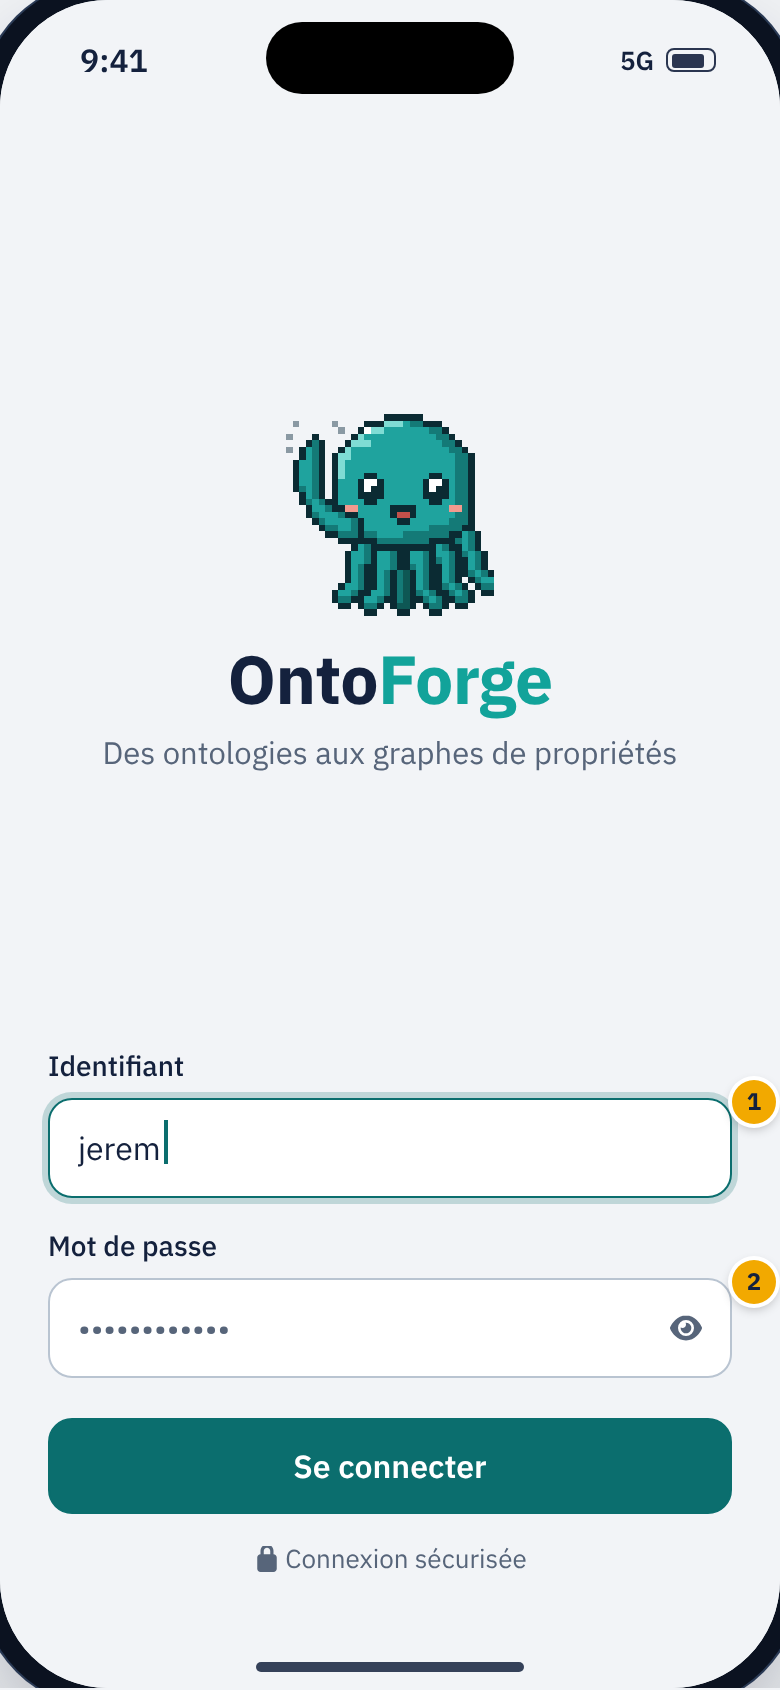 9:41
5G
OntoForge
Des ontologies aux graphes de propriétés
Identifiant
1
jerem
Mot de passe
2
••••••••••••
Se connecter
Connexion sécurisée